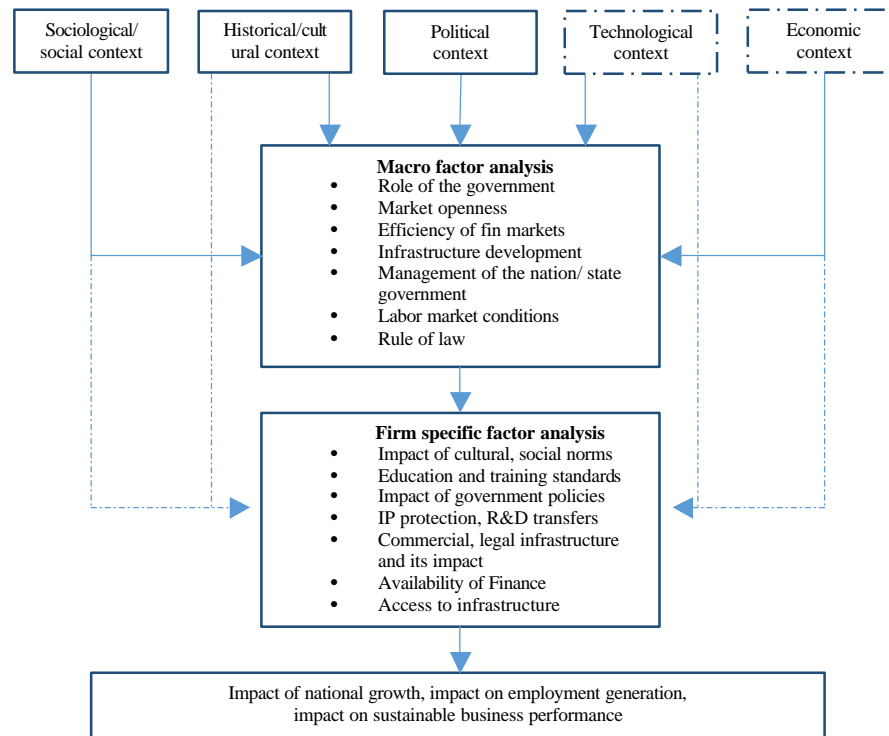 Sociological/
social context
Historical/cult
ural context
Political
context
Technological
context
Economic
context
Macro factor analysis
• Role of the government
• Market openness
• Efficiency of fin markets
• Infrastructure development
• Management of the nation/ state
government
• Labor market conditions
• Rule of law
Firm specific factor analysis
• Impact of cultural, social norms
• Education and training standards
• Impact of government policies
• IP protection, R&D transfers
• Commercial, legal infrastructure
and its impact
• Availability of Finance
• Access to infrastructure
Impact of national growth, impact on employment generation,
impact on sustainable business performance